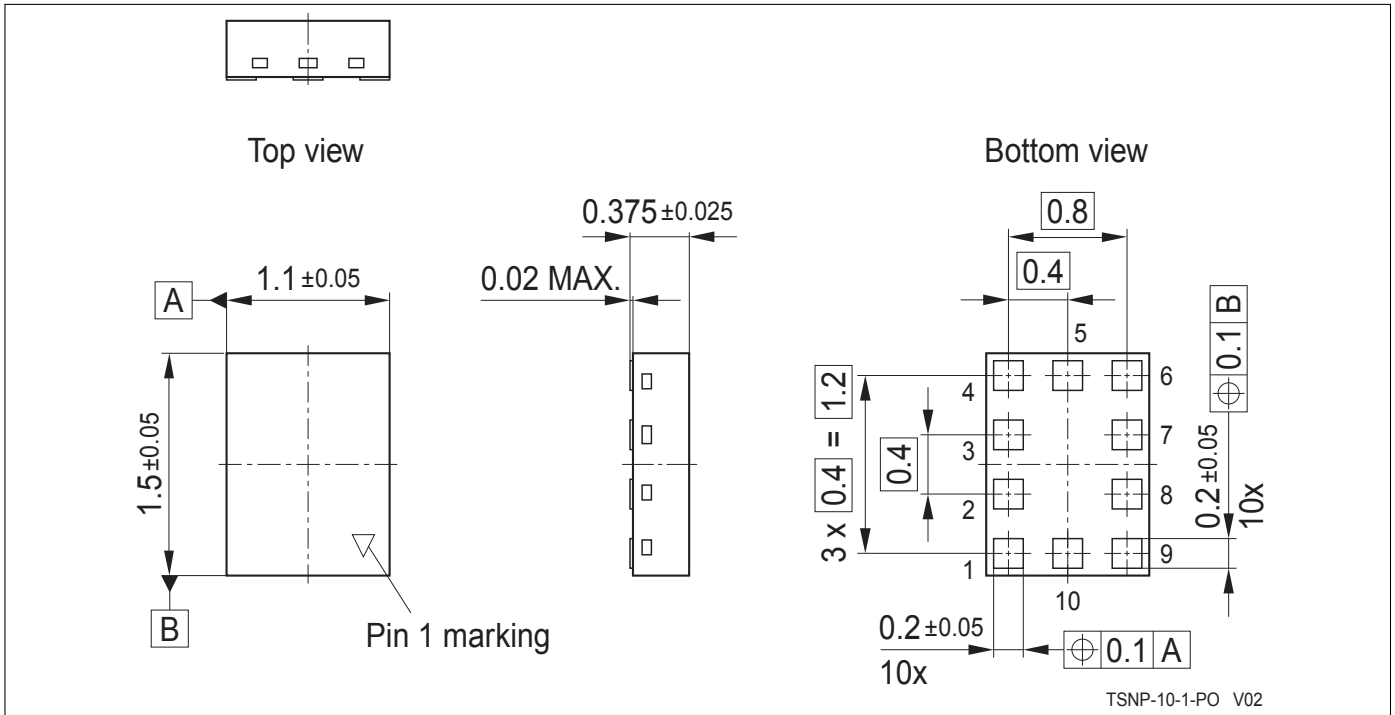 Top view
Bottom view
0.375 ±0.025
0.8
1.1 ±0.05
0.02 MAX.
0.4
A
5
0.1 B
4
6
1.5 ±0.05
3 x 0.4 = 1.2
0.4
3
7
2
8
0.2 ±0.05
10x
1
9
10
B
Pin 1 marking
0.2 ±0.05
10x
0.1 A
TSNP-10-1-PO V02